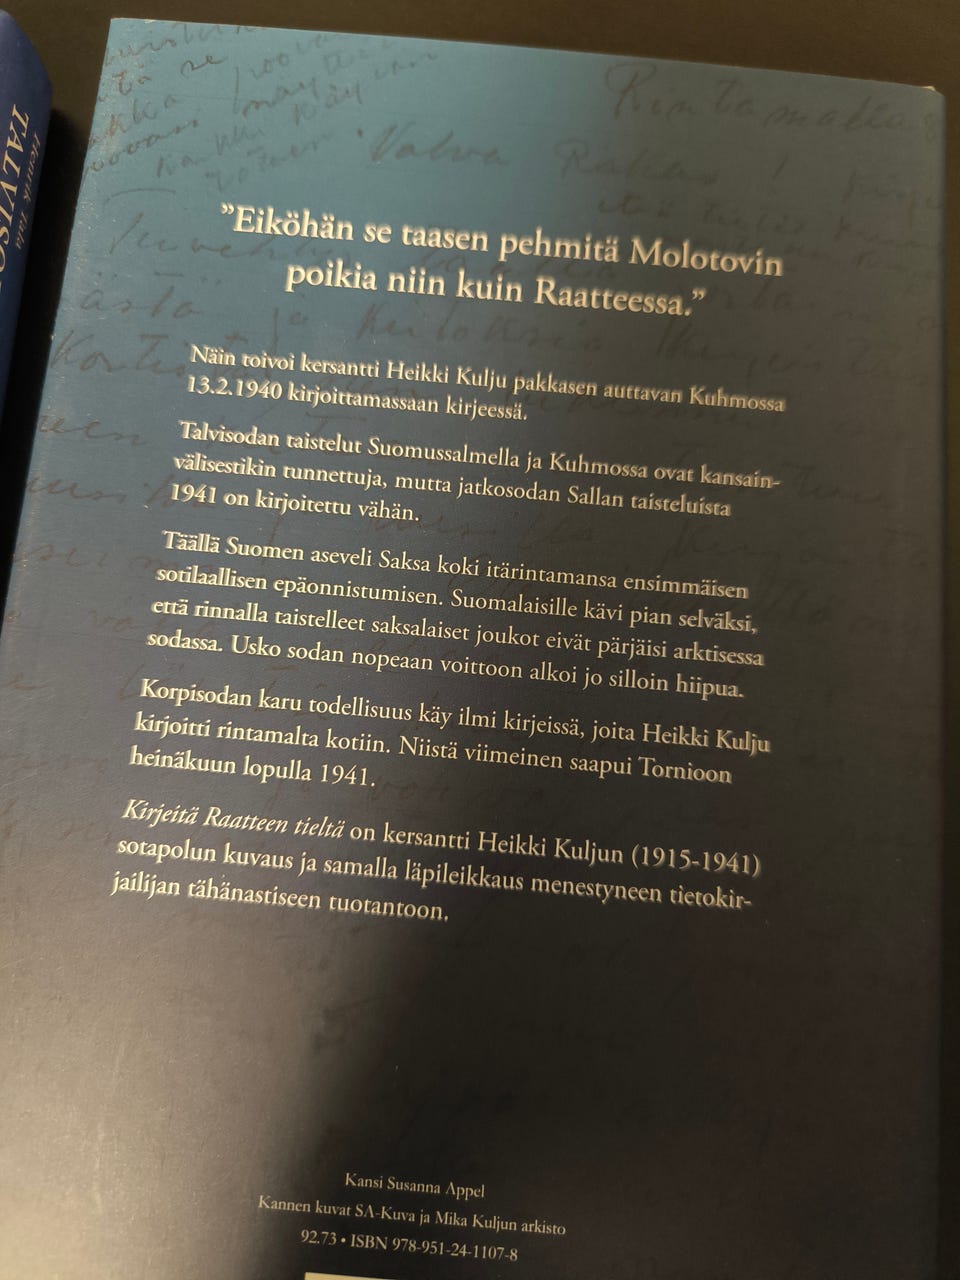 Henrik Tala
TALVISO
Rintamalla
Valva Rakas!
"Eiköhän se taasen pehmitä Molotovin
poikia niin kuin Raatteessa."
Näin toivoi kersantti Heikki Kulju pakkasen auttavan Kuhmossa
13.2.1940 kirjoittamassaan kirjeessä.
Talvisodan taistelut Suomussalmella ja Kuhmossa ovat kansain-
välisestikin tunnettuja, mutta jatkosodan Sallan taisteluista
1941 on kirjoitettu vähän.
Täällä Suomen aseveli Saksa koki itärintamansa ensimmäisen
sotilaallisen epäonnistumisen. Suomalaisille kävi pian selväksi,
että rinnalla taistelleet saksalaiset joukot eivät pärjäisi arktisessa
sodassa. Usko sodan nopeaan voittoon alkoi jo silloin hiipua.
Korpisodan karu todellisuus käy ilmi kirjeissä, joita Heikki Kulju
kirjoitti rintamalta kotiin. Niistä viimeinen saapui Tornioon
heinäkuun lopulla 1941.
Kirjeitä Raatteen tieltä on kersantti Heikki Kuljun (1915-1941)
sotapolun kuvaus ja samalla läpileikkaus menestyneen tietokir-
jailijan tähänastiseen tuotantoon.
Kansi Susanna Appel
Kannen kuvat SA-Kuva ja Mika Kuljun arkisto
92.73 • ISBN 978-951-24-1107-8